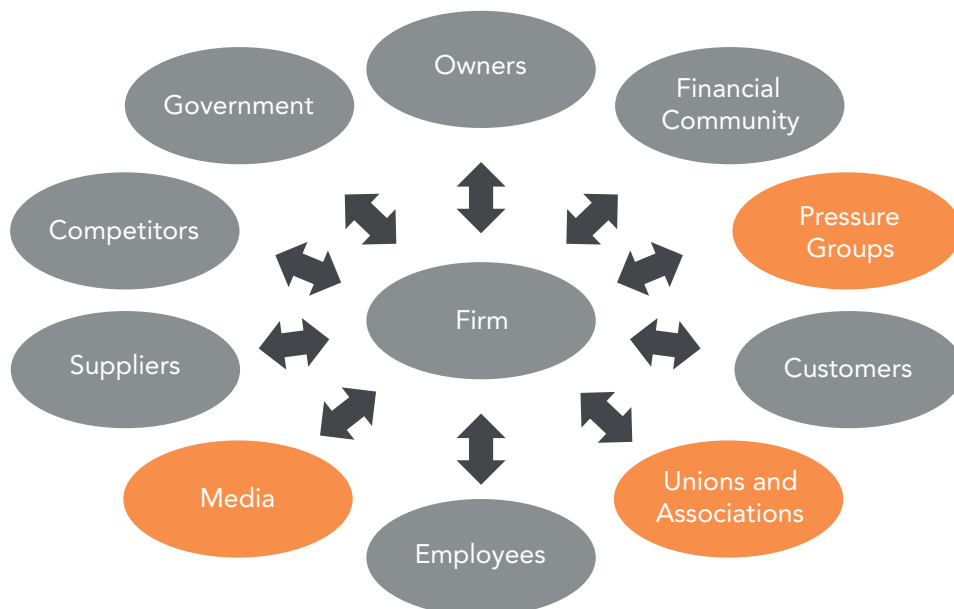 Owners
Government
Financial
Community
Competitors
Pressure
Groups
Firm
Suppliers
Customers
Media
Unions and
Associations
Employees